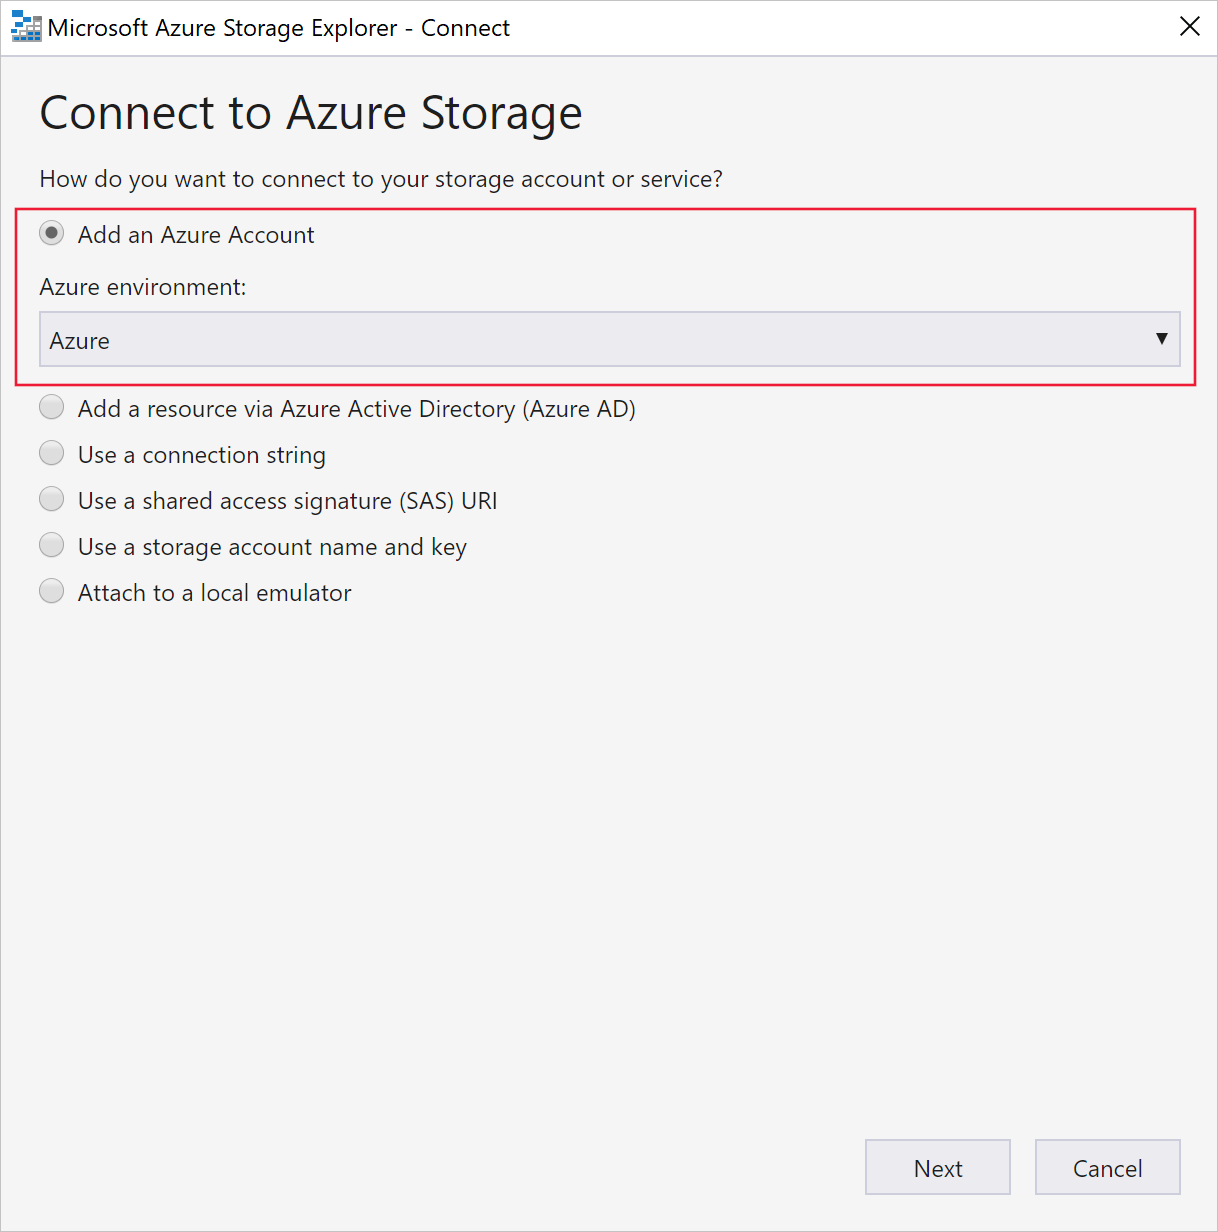 Microsoft Azure Storage Explorer - Connect
Connect to Azure Storage
How do you want to connect to your storage account or service?
Add an Azure Account
Azure environment:
Azure
Add a resource via Azure Active Directory (Azure AD)
Use a connection string
Use a shared access signature (SAS) URI
Use a storage account name and key
Attach to a local emulator
Next Cancel